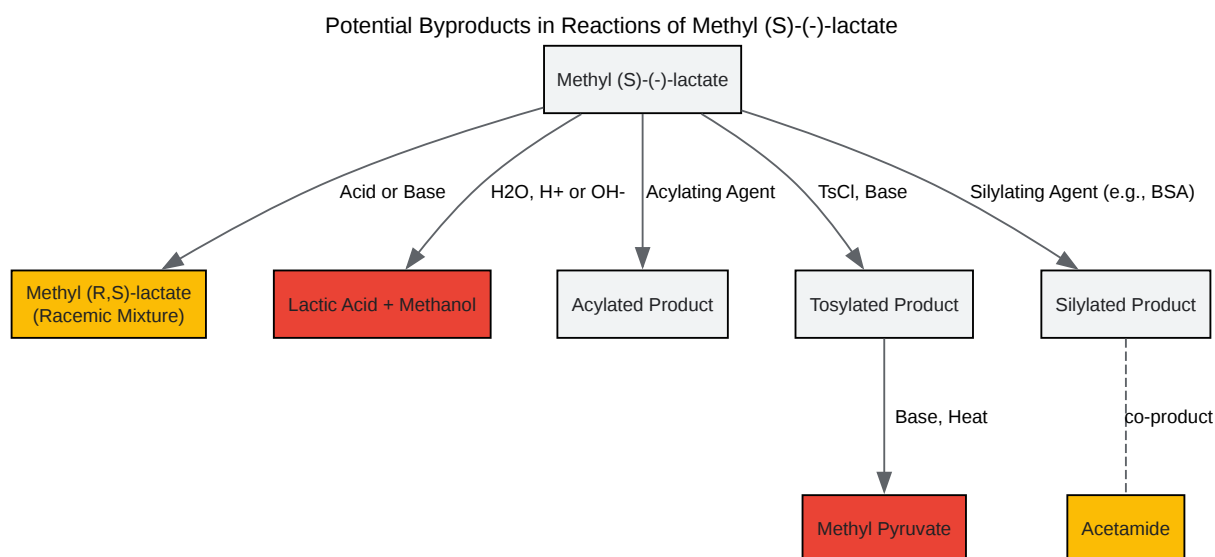 Potential Byproducts in Reactions of Methyl (S)-(-)-lactate
Methyl (S)-(-)-lactate
Acid or Base
H2O, H+ or OH-
Acylating Agent
TsCl, Base
Silylating Agent (e.g., BSA)
Methyl (R,S)-lactate
(Racemic Mixture)
Lactic Acid + Methanol
Acylated Product
Tosylated Product
Silylated Product
Base, Heat
co-product
Methyl Pyruvate
Acetamide